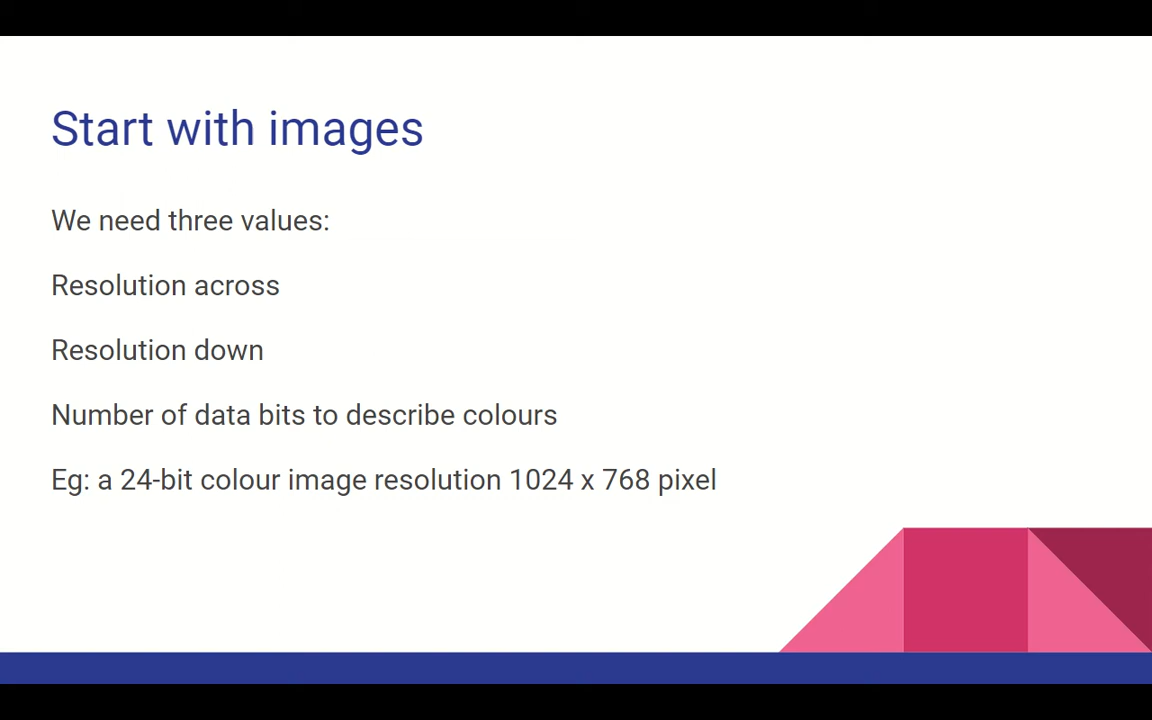 Start with images
We need three values:
Resolution across
Resolution down
Number of data bits to describe colours
Eg: a 24-bit colour image resolution 1024 x 768 pixel